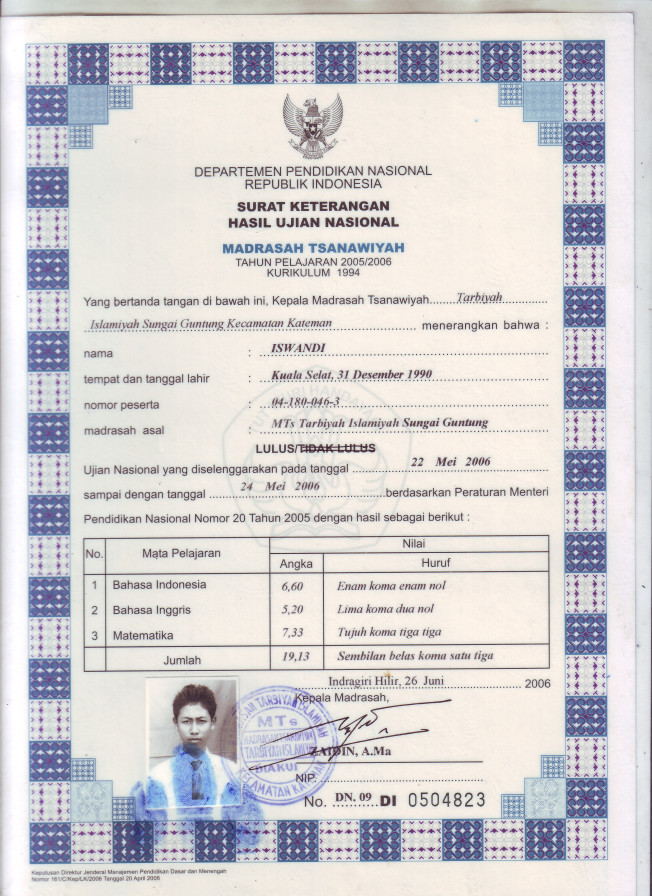 DEPARTEMEN PENDIDIKAN NASIONAL
REPUBLIK INDONESIA
SURAT KETERANGAN
HASIL UJIAN NASIONAL
MADRASAH TSANAWIYAH
TAHUN PELAJARAN 2005/2006
KURIKULUM 1994
Yang bertanda tangan di bawah ini, Kepala Madrasah Tsanawiyah Tarbiyah
Islamiyah Sungai Guntung Kecamatan Kateman menerangkan bahwa :
nama : ISWANDI
tempat dan tanggal lahir : Kuala Selat, 31 Desember 1990
nomor peserta : 04-180-046-3
madrasah asal : MTs Tarbiyah Islamiyah Sungai Guntung
LULUS/TIDAK LULUS
Ujian Nasional yang diselenggarakan pada tanggal 22 Mei 2006
sampai dengan tanggal 24 Mei 2006 berdasarkan Peraturan Menteri
Pendidikan Nasional Nomor 20 Tahun 2005 dengan hasil sebagai berikut :
No. Mata Pelajaran Nilai
Angka Huruf
1 Bahasa Indonesia 6,60 Enam koma enam nol
2 Bahasa Inggris 5,20 Lima koma dua nol
3 Matematika 7,33 Tujuh koma tiga tiga
Jumlah 19,13 Sembilan belas koma satu tiga
Indragiri Hilir, 26 Juni 2006
Kepala Madrasah,
MTs
DIAKUI
ZAIDIN, A.Ma
NIP.
No. DN. 09 DI 0504823
Keputusan Direktur Jenderal Manajemen Pendidikan Dasar dan Menengah
Nomor 161/C/Kep/LK/2006 Tanggal 20 April 2006